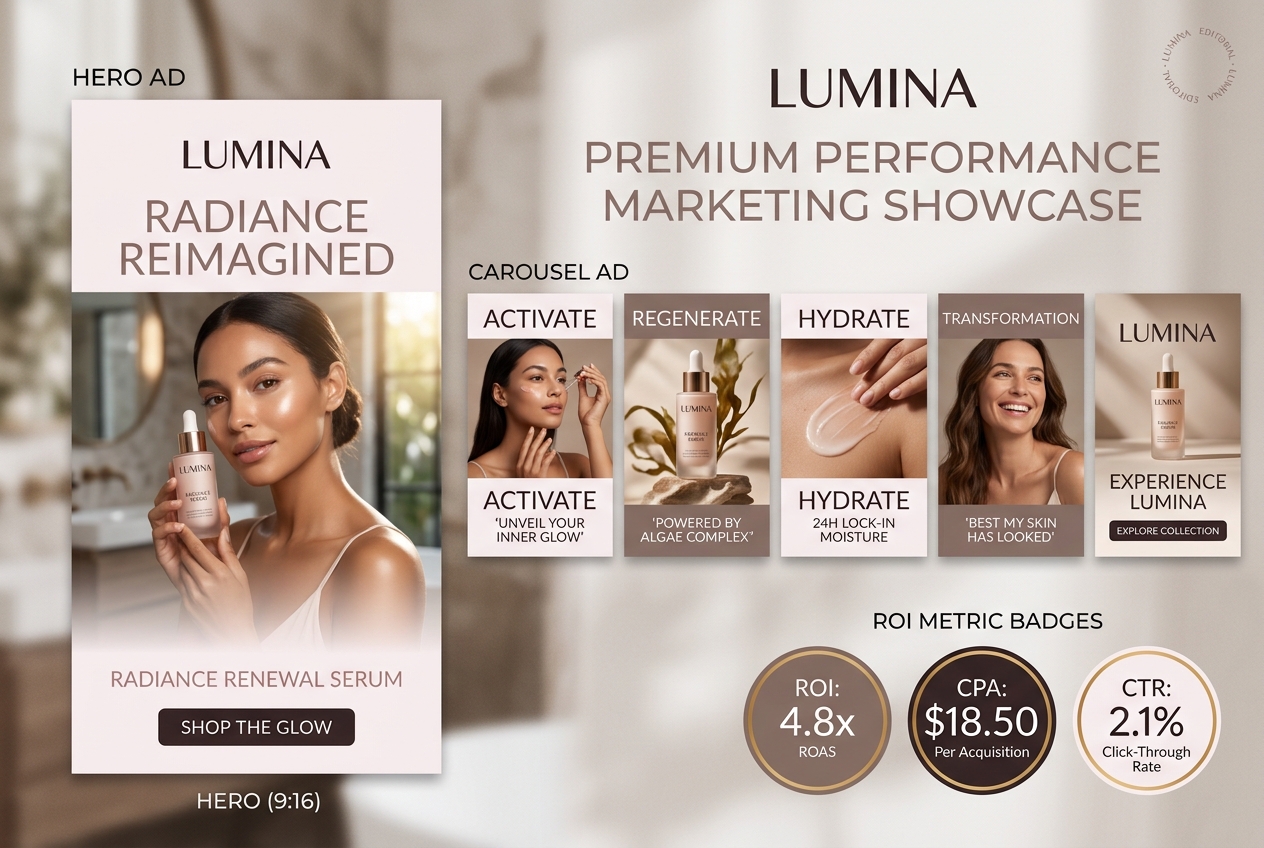 HERO AD
LUMINA
RADIANCE
REIMAGINED
LUMINA
RADIANCE RENEWAL SERUM
SHOP THE GLOW
HERO (9:16)
LUMINA
PREMIUM PERFORMANCE
MARKETING SHOWCASE
LUMINA EDITORIAL · LUMINA EDITORIAL ·
CAROUSEL AD
ACTIVATE
ACTIVATE
'UNVEIL YOUR
INNER GLOW'
REGENERATE
LUMINA
'POWERED BY
ALGAE COMPLEX'
HYDRATE
HYDRATE
24H LOCK-IN
MOISTURE
TRANSFORMATION
'BEST MY SKIN
HAS LOOKED'
LUMINA
LUMINA
EXPERIENCE
LUMINA
EXPLORE COLLECTION
ROI METRIC BADGES
ROI:
4.8x
ROAS
CPA:
$18.50
Per Acquisition
CTR:
2.1%
Click-Through
Rate